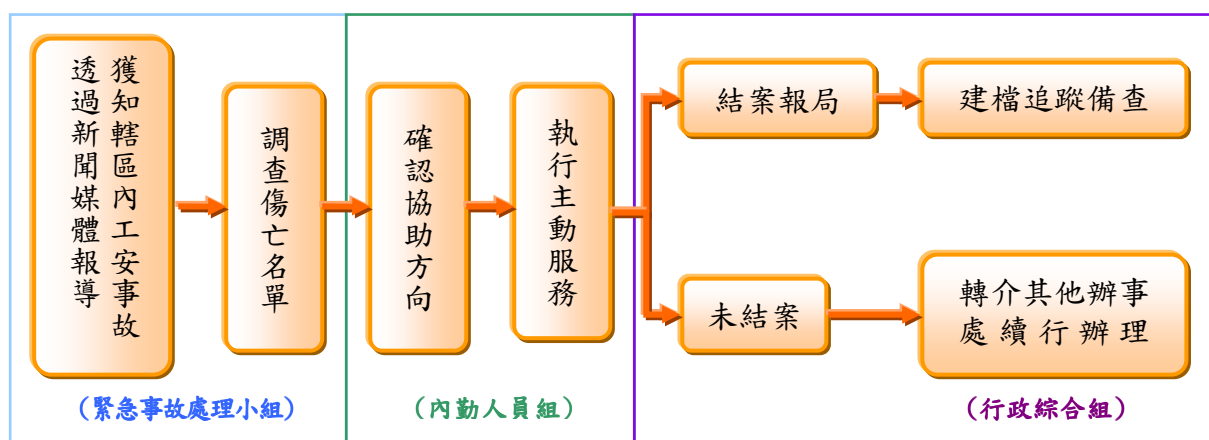 透過新聞媒體報導
獲知轄區內工安事故
調查傷亡名單
(緊急事故處理小組)
確認協助方向
執行主動服務
(內勤人員組)
結案報局
建檔追蹤備查
未結案
轉介其他辦事
處續行辦理
(行政綜合組)